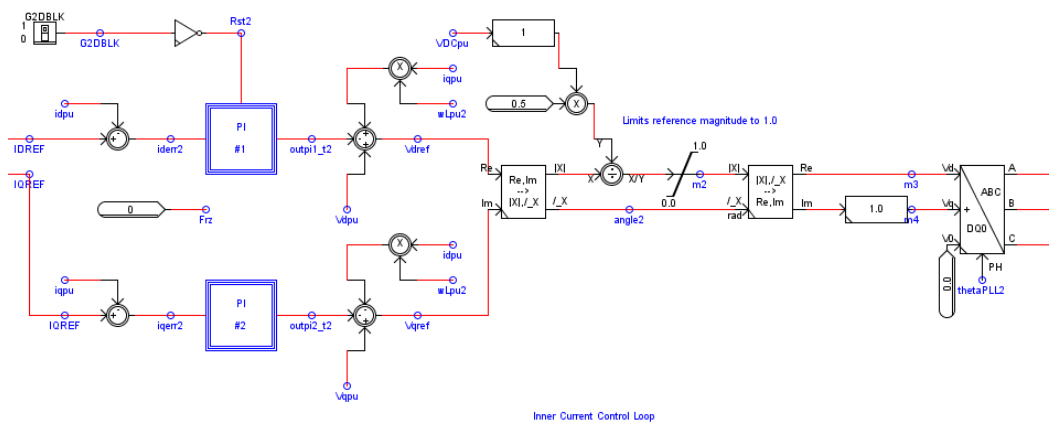 G2DBLK
1
0
G2DBLK
Rst2
VDCpu
1
X
iqpu
wLpu2
0.5
X
Limits reference magnitude to 1.0
idpu
IDREF
+
-
iderr2
PI
#1
outpi1_t2
-
+
+
Vdref
Vdpu
Y
X
÷
X/Y
1.0
0.0
m2
Re
Im
Re,Im
-->
|X|,/_X
|X|
/_X
angle2
|X|
/_X
rad
|X|,/_X
-->
Re,Im
Re
Im
m3
1.0
m4
Vd
Vq
V0
+
ABC
DQ0
A
B
C
PH
thetaPLL2
0.0
IQREF
0
Frz
X
idpu
wLpu2
iqpu
IQREF
+
-
iqerr2
PI
#2
outpi2_t2
+
-
+
Vqref
Vqpu
Inner Current Control Loop